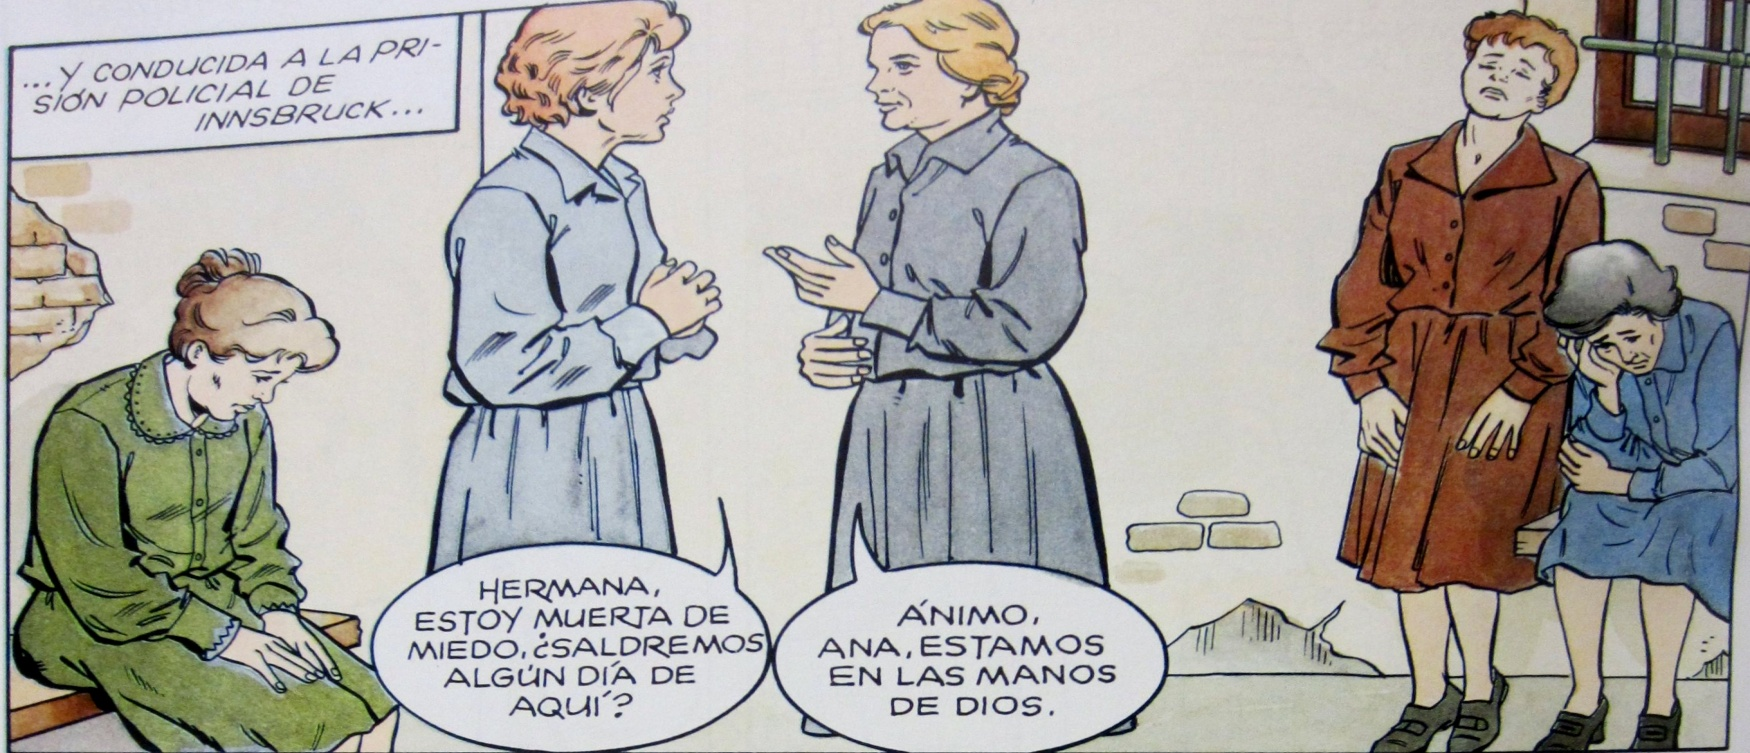 ...Y CONDUCIDA A LA PRI-
SIÓN POLICIAL DE
INNSBRUCK...
HERMANA,
ESTOY MUERTA DE
MIEDO, ¿SALDREMOS
ALGÚN DÍA DE
AQUÍ?
ÁNIMO,
ANA, ESTAMOS
EN LAS MANOS
DE DIOS.